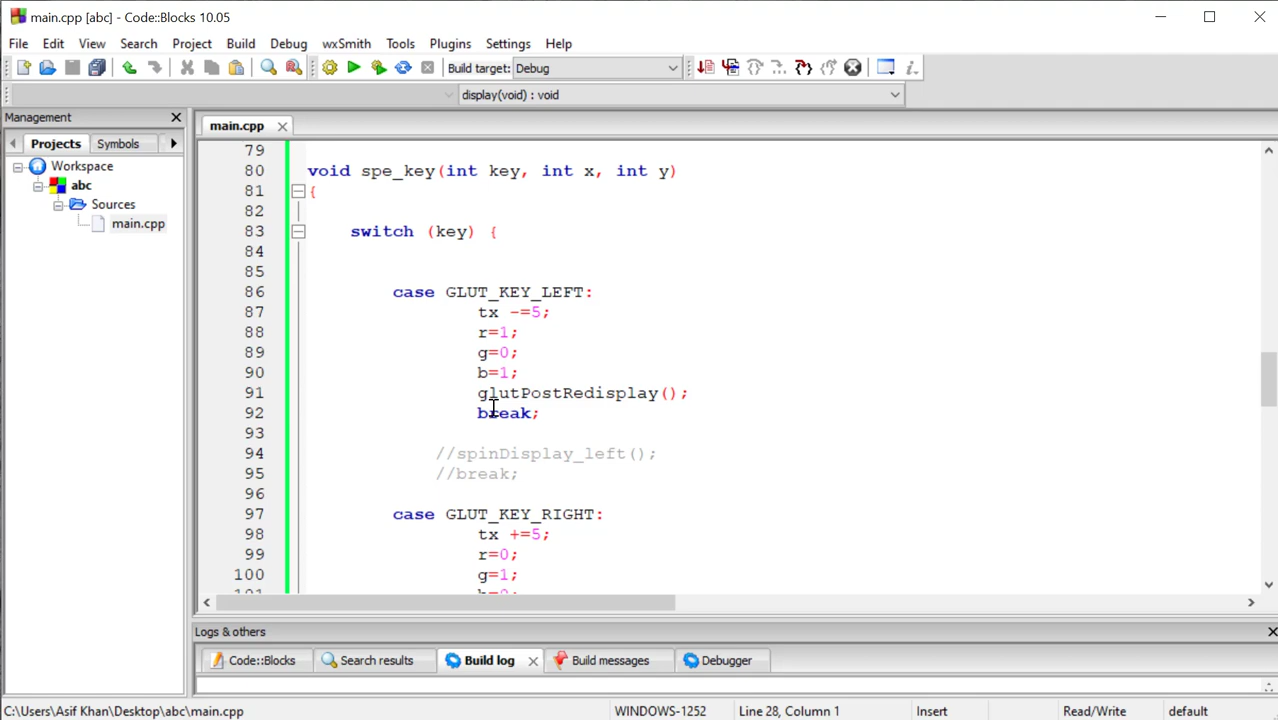 main.cpp [abc] - Code::Blocks 10.05
File Edit View Search Project Build Debug wxSmith Tools Plugins Settings Help
Build target: Debug
display(void) : void
Management
main.cpp
Projects Symbols
Workspace
abc
Sources
main.cpp
79
80 void spe_key(int key, int x, int y)
81 {
82
83 switch (key) {
84
85
86 case GLUT_KEY_LEFT:
87 tx -=5;
88 r=1;
89 g=0;
90 b=1;
91 glutPostRedisplay();
92 break;
93
94 //spinDisplay_left();
95 //break;
96
97 case GLUT_KEY_RIGHT:
98 tx +=5;
99 r=0;
100 g=1;
Logs & others
Code::Blocks Search results Build log Build messages Debugger
C:\Users\Asif Khan\Desktop\abc\main.cpp WINDOWS-1252 Line 28, Column 1 Insert Read/Write default